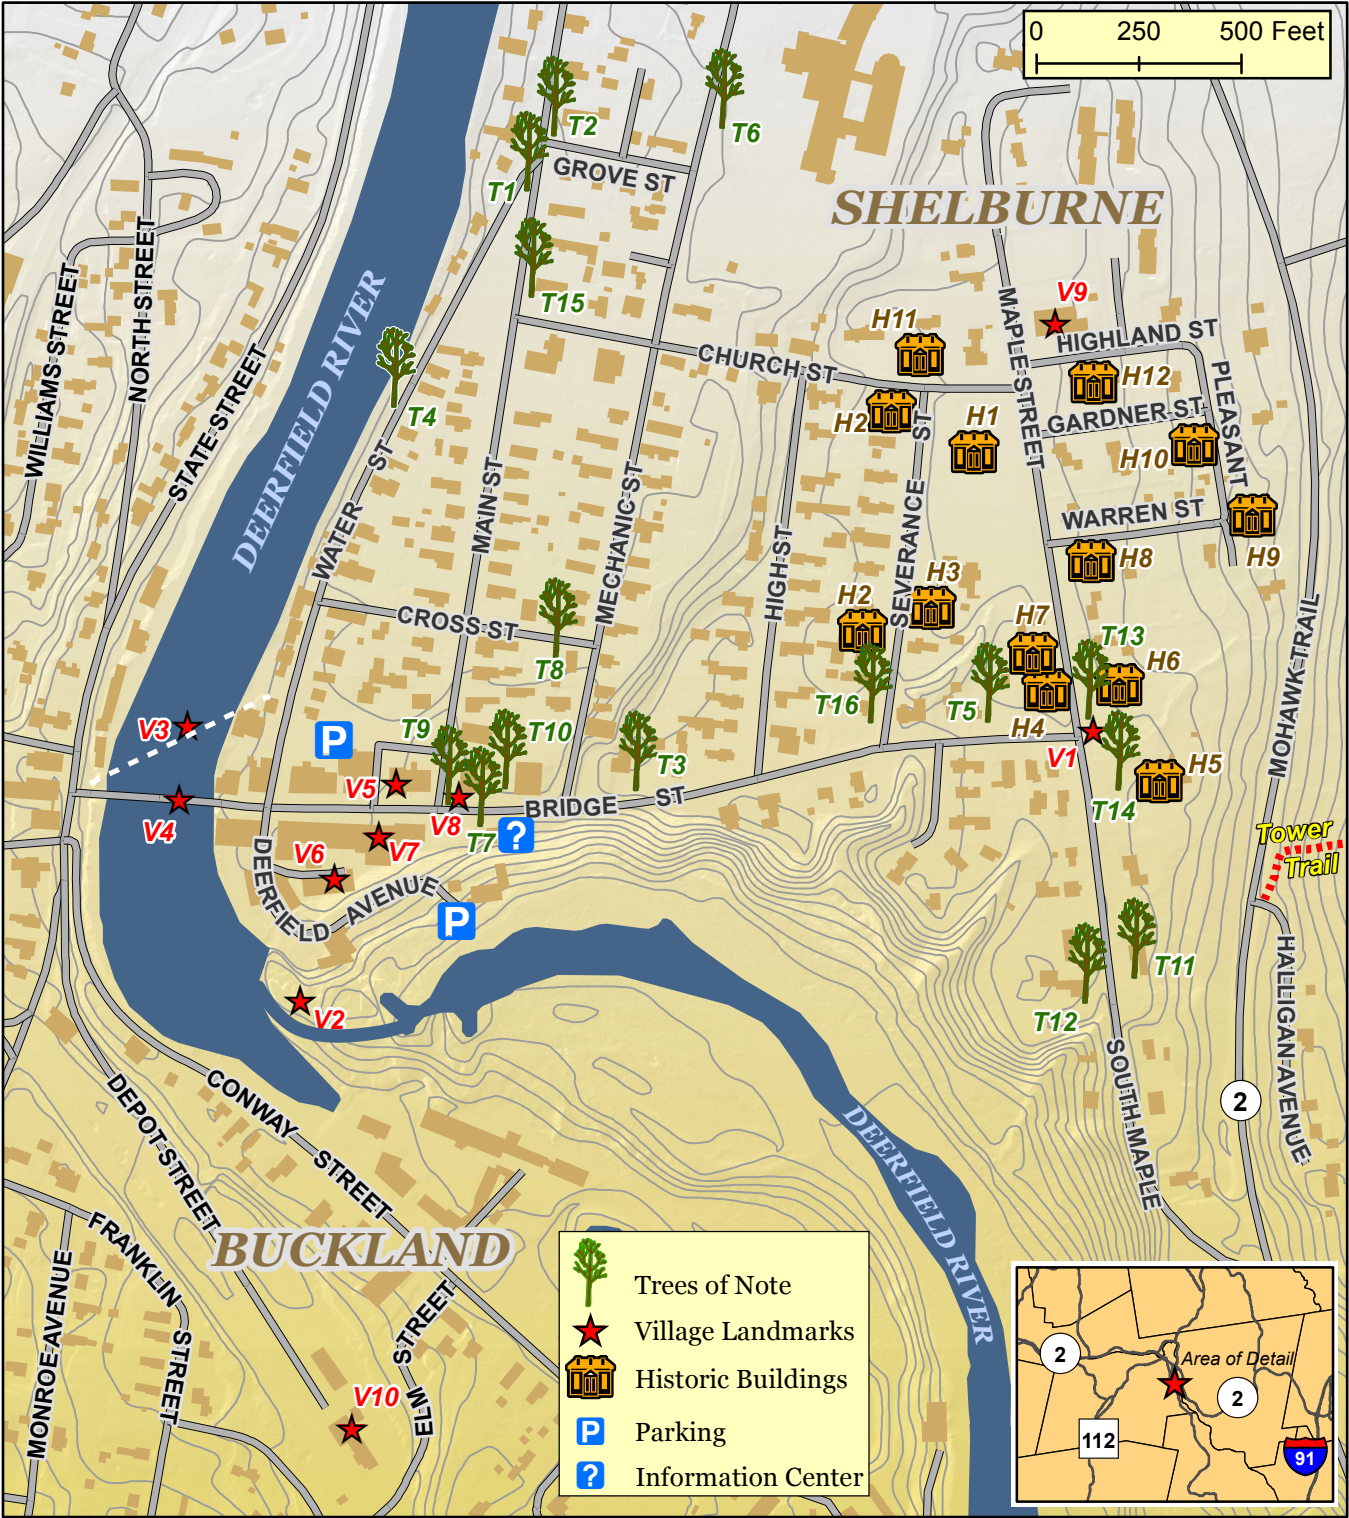 0 250 500 Feet
T2
T6
T1
GROVE ST
SHELBURNE
T15
V9
H11
HIGHLAND ST
CHURCH ST
H12
PLEASANT
MAPLE STREET
GARDNER ST
H2
H1
H10
T4
WILLIAMS STREET
NORTH STREET
STATE STREET
DEERFIELD RIVER
WATER ST
MAIN ST
MECHANIC ST
HIGH ST
SEVERANCE ST
WARREN ST
H8
H9
H3
H2
H7
T13
H6
CROSS ST
T8
MOHAWK TRAIL
T16
T5
H4
V3
P
T9
T10
T3
V1
H5
V5
T14
V4
V8
BRIDGE ST
T7
?
V7
V6
Tower
Trail
DEERFIELD AVENUE
P
T11
V2
T12
HALLIGAN AVENUE
SOUTH MAPLE
2
DEPOT STREET
CONWAY STREET
DEERFIELD RIVER
FRANKLIN STREET
BUCKLAND
MONROE AVENUE
ELM STREET
V10
Trees of Note
Village Landmarks
Historic Buildings
P Parking
? Information Center
2
Area of Detail
2
112
91